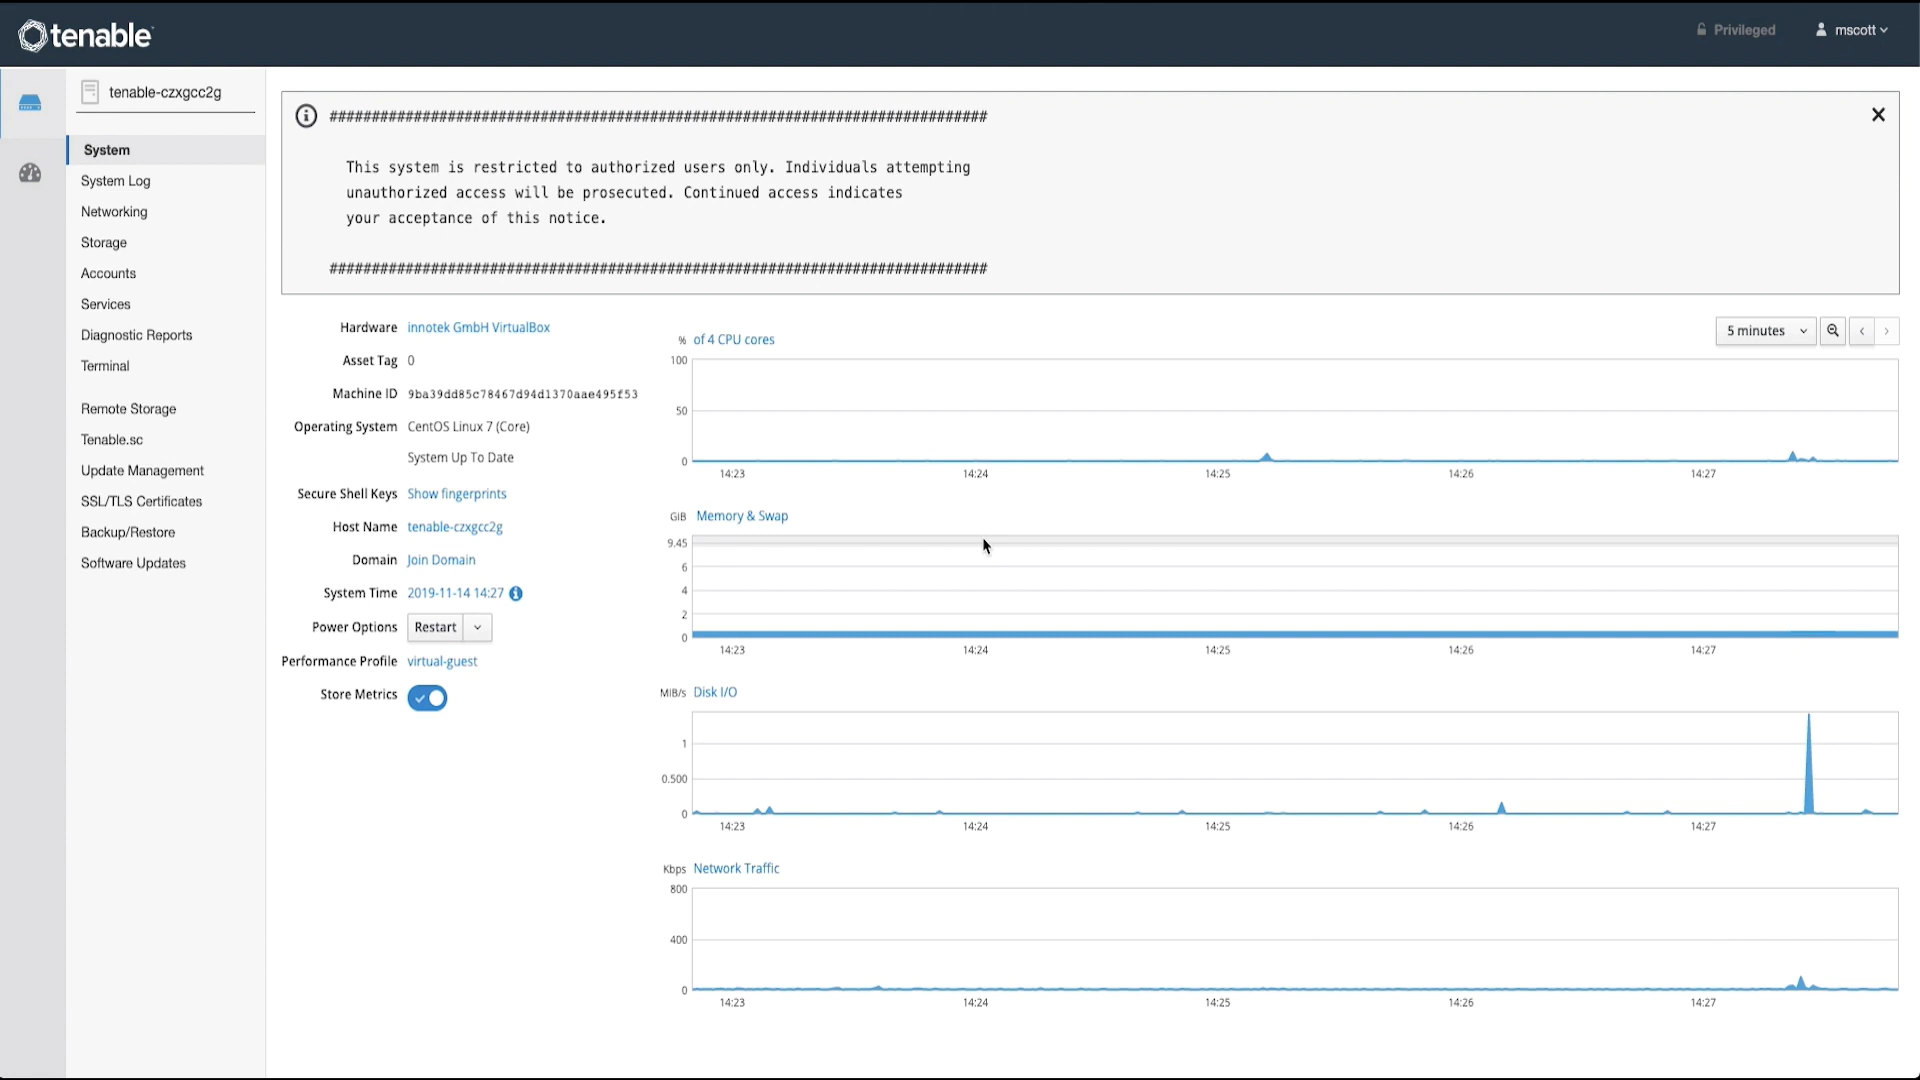 tenable
Privileged
mscott
tenable-czxgcc2g
System
System Log
Networking
Storage
Accounts
Services
Diagnostic Reports
Terminal
Remote Storage
Tenable.sc
Update Management
SSL/TLS Certificates
Backup/Restore
Software Updates
##############################################################################
This system is restricted to authorized users only. Individuals attempting
unauthorized access will be prosecuted. Continued access indicates
your acceptance of this notice.
##############################################################################
Hardware innotek GmbH VirtualBox
Asset Tag 0
Machine ID 9ba39dd85c78467d94d1370aae495f53
Operating System CentOS Linux 7 (Core)
System Up To Date
Secure Shell Keys Show fingerprints
Host Name tenable-czxgcc2g
Domain Join Domain
System Time 2019-11-14 14:27
Power Options Restart
Performance Profile virtual-guest
Store Metrics
5 minutes
% of 4 CPU cores
100
50
0
14:23 14:24 14:25 14:26 14:27
GiB Memory & Swap
9.45
6
4
2
0
14:23 14:24 14:25 14:26 14:27
MiB/s Disk I/O
1
0.500
0
14:23 14:24 14:25 14:26 14:27
Kbps Network Traffic
800
400
0
14:23 14:24 14:25 14:26 14:27